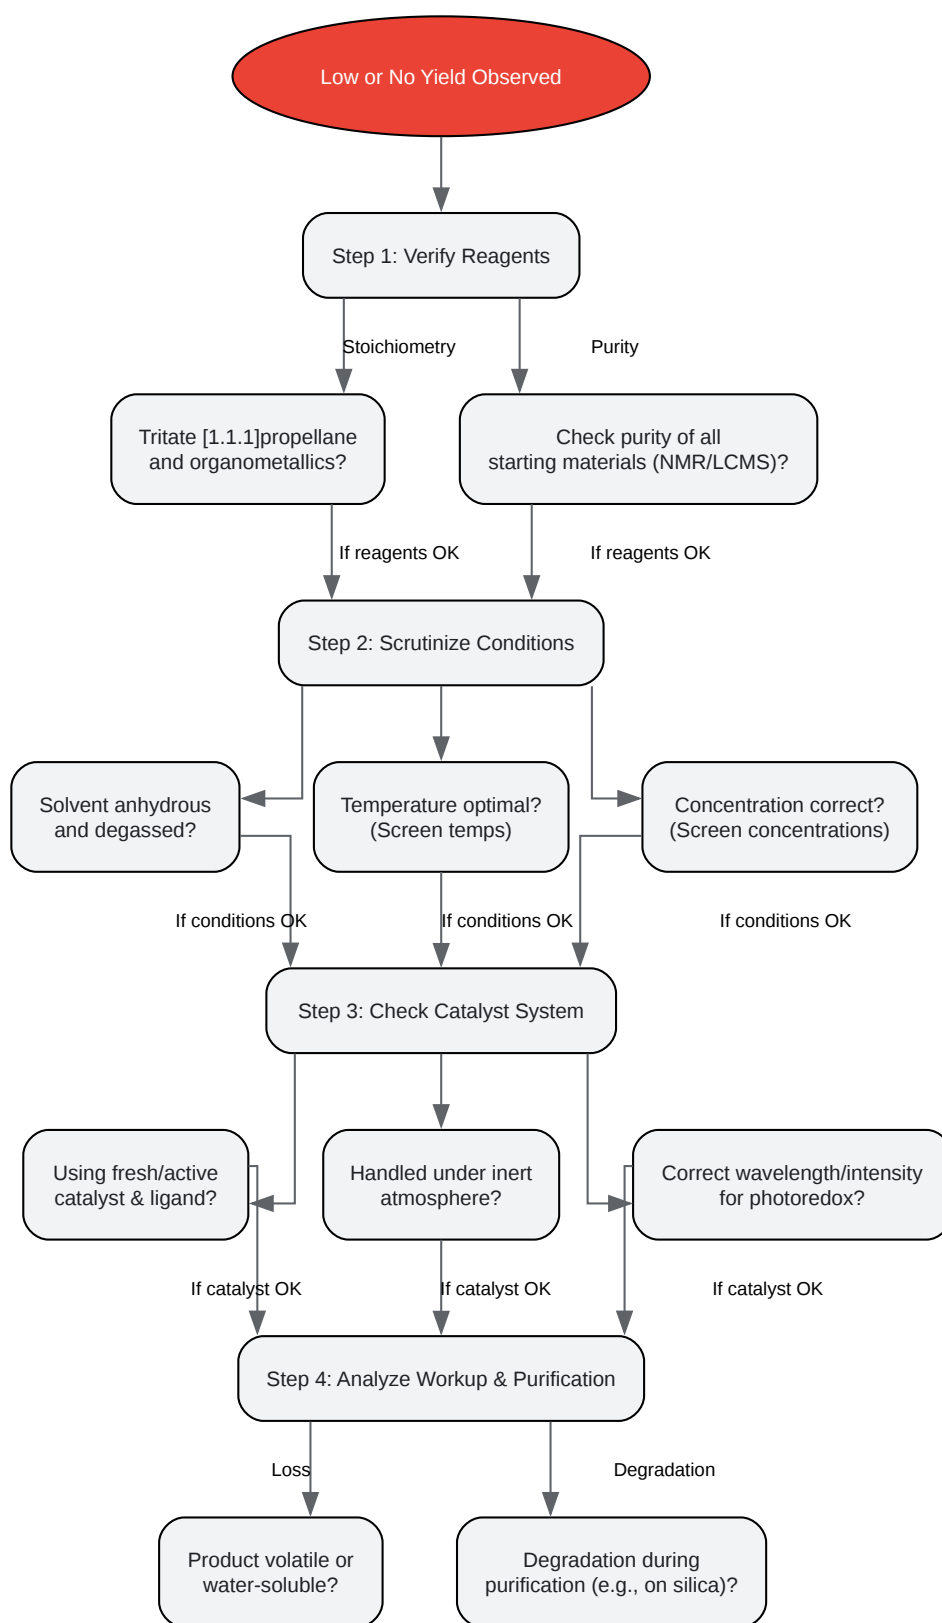 Low or No Yield Observed
Step 1: Verify Reagents
Stoichiometry
Purity
Tritate [1.1.1]propellane
and organometallics?
Check purity of all
starting materials (NMR/LCMS)?
If reagents OK
If reagents OK
Step 2: Scrutinize Conditions
Solvent anhydrous
and degassed?
Temperature optimal?
(Screen temps)
Concentration correct?
(Screen concentrations)
If conditions OK
If conditions OK
If conditions OK
Step 3: Check Catalyst System
Using fresh/active
catalyst & ligand?
Handled under inert
atmosphere?
Correct wavelength/intensity
for photoredox?
If catalyst OK
If catalyst OK
If catalyst OK
Step 4: Analyze Workup & Purification
Loss
Degradation
Product volatile or
water-soluble?
Degradation during
purification (e.g., on silica)?